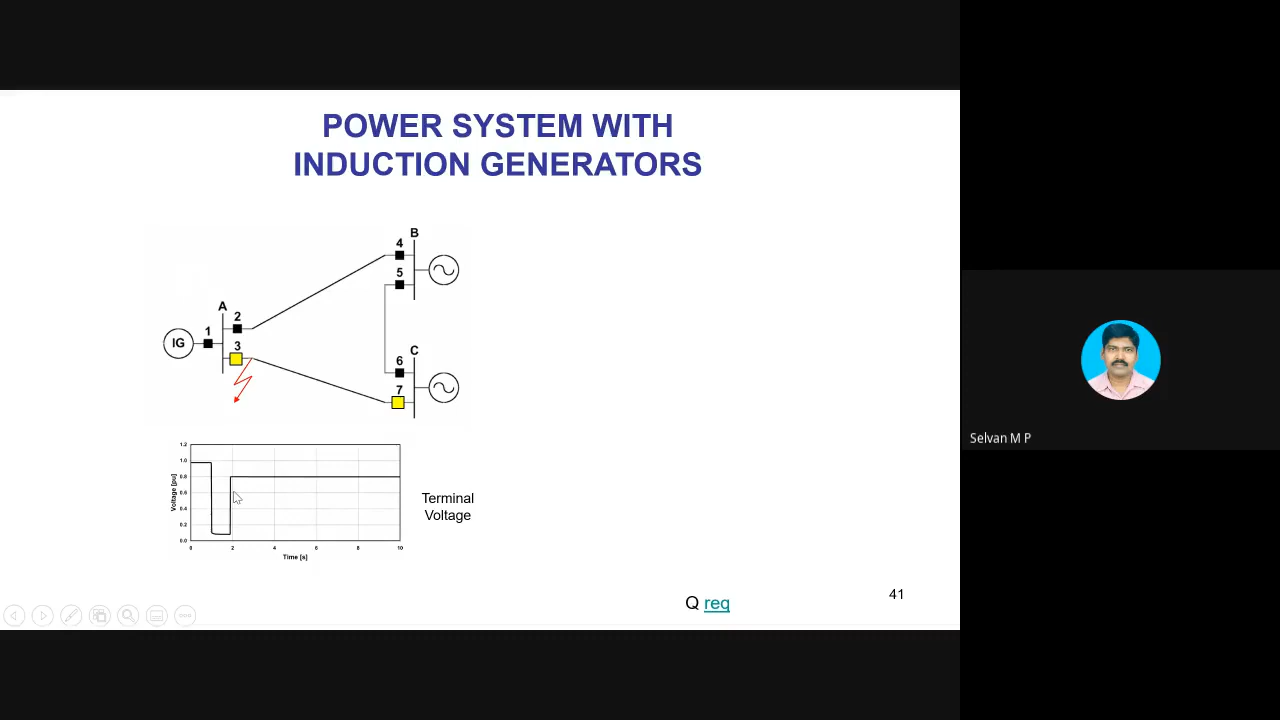 POWER SYSTEM WITH
INDUCTION GENERATORS
B
4
5
A
2
1
IG
3
C
6
7
1.2
1.0
0.8
0.6
0.4
0.2
0.0
Voltage [pu]
0 2 4 6 8 10
Time [s]
Terminal
Voltage
Q req
41
Selvan M P